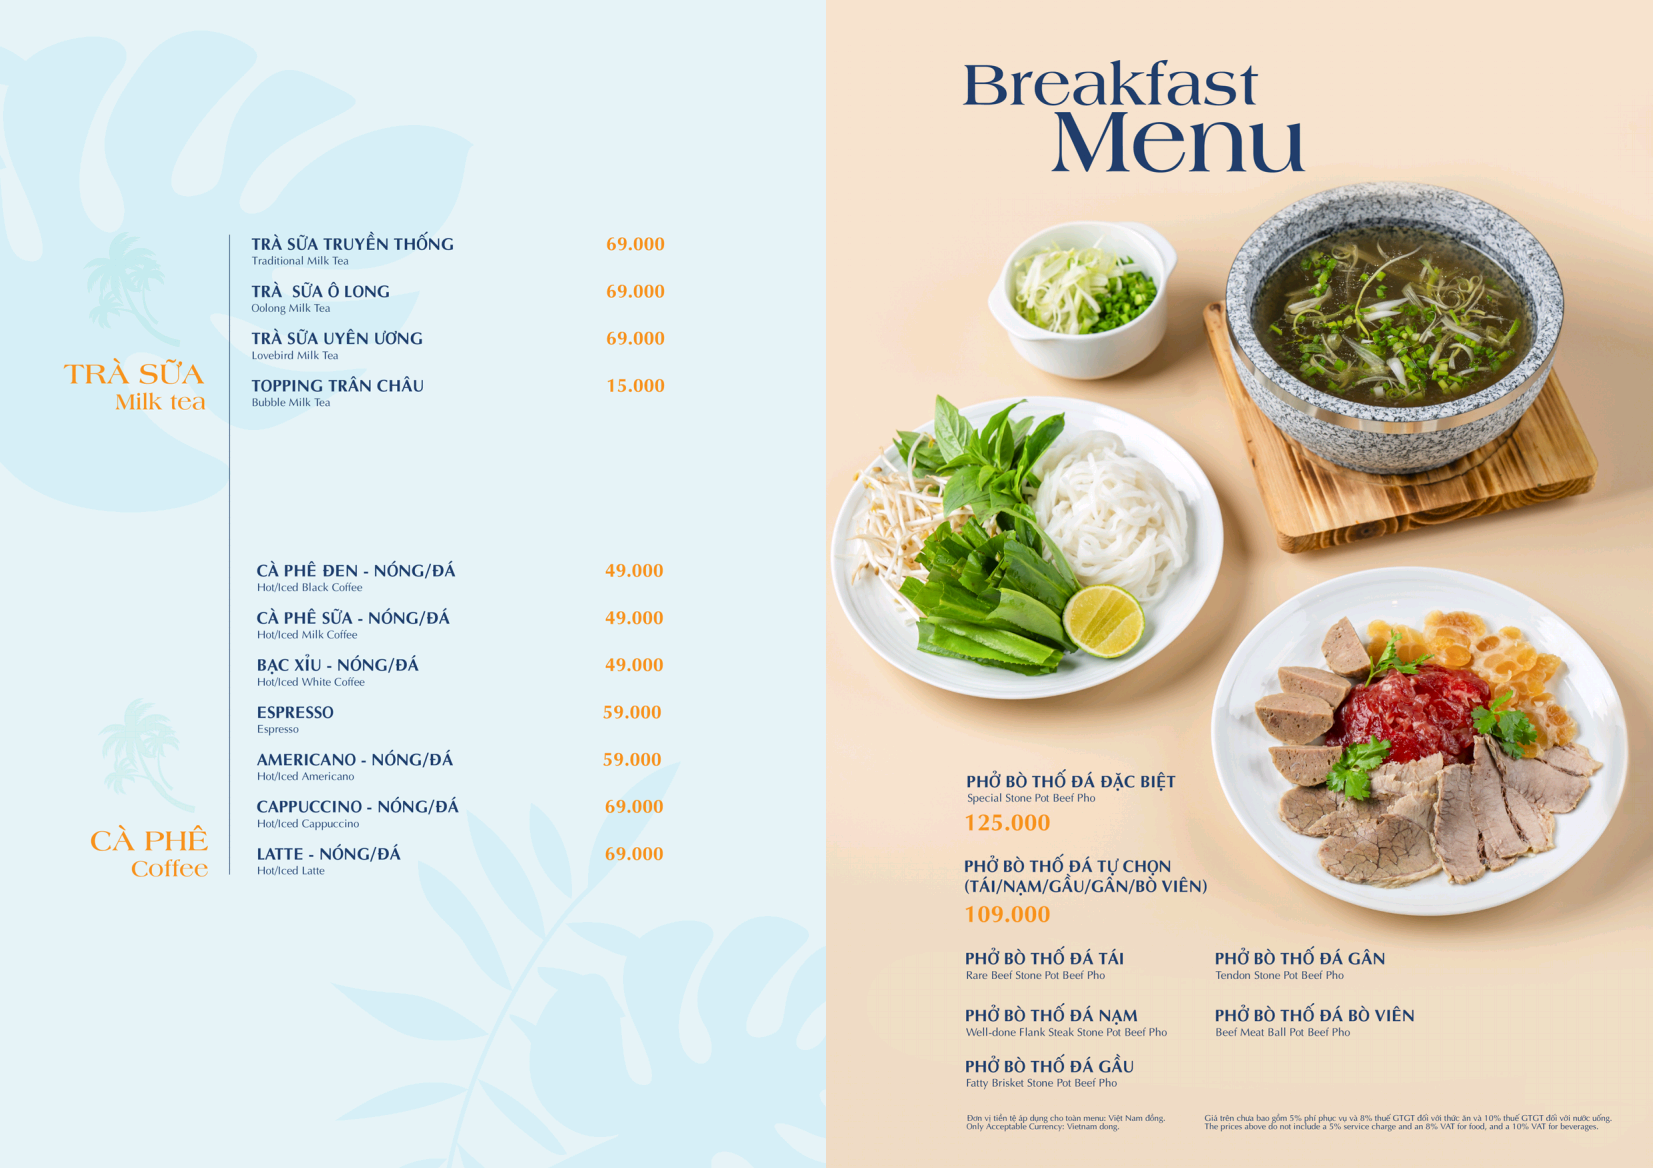 TRÀ SỮA
Milk tea
TRÀ SỮA TRUYỀN THỐNG 69.000
Traditional Milk Tea
TRÀ SỮA Ô LONG 69.000
Oolong Milk Tea
TRÀ SỮA UYÊN ƯƠNG 69.000
Lovebird Milk Tea
TOPPING TRÂN CHÂU 15.000
Bubble Milk Tea
CÀ PHÊ
Coffee
CÀ PHÊ ĐEN - NÓNG/ĐÁ 49.000
Hot/Iced Black Coffee
CÀ PHÊ SỮA - NÓNG/ĐÁ 49.000
Hot/Iced Milk Coffee
BẠC XỈU - NÓNG/ĐÁ 49.000
Hot/Iced White Coffee
ESPRESSO 59.000
Espresso
AMERICANO - NÓNG/ĐÁ 59.000
Hot/Iced Americano
CAPPUCCINO - NÓNG/ĐÁ 69.000
Hot/Iced Cappuccino
LATTE - NÓNG/ĐÁ 69.000
Hot/Iced Latte
Breakfast
Menu
PHỞ BÒ THỐ ĐÁ ĐẶC BIỆT
Special Stone Pot Beef Pho
125.000
PHỞ BÒ THỐ ĐÁ TỰ CHỌN
(TÁI/NẠM/GẦU/GÂN/BÒ VIÊN)
109.000
PHỞ BÒ THỐ ĐÁ TÁI
Rare Beef Stone Pot Beef Pho
PHỞ BÒ THỐ ĐÁ NẠM
Well-done Flank Steak Stone Pot Beef Pho
PHỞ BÒ THỐ ĐÁ GẦU
Fatty Brisket Stone Pot Beef Pho
PHỞ BÒ THỐ ĐÁ GÂN
Tendon Stone Pot Beef Pho
PHỞ BÒ THỐ ĐÁ BÒ VIÊN
Beef Meat Ball Pot Beef Pho
Đơn vị tiền tệ áp dụng cho toàn menu: Việt Nam đồng.
Only Acceptable Currency: Vietnam dong.
Giá trên chưa bao gồm 5% phí phục vụ và 8% thuế GTGT đối với thức ăn và 10% thuế GTGT đối với nước uống.
The prices above do not include a 5% service charge and an 8% VAT for food, and a 10% VAT for beverages.